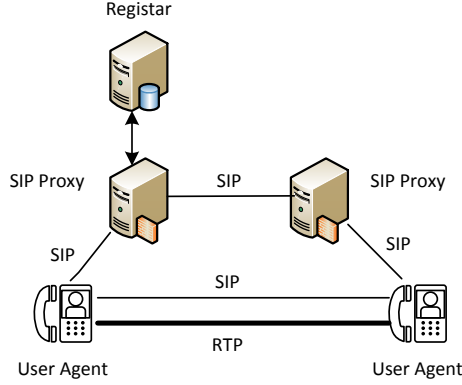 Registar
SIP Proxy
SIP
SIP Proxy
SIP
SIP
SIP
RTP
User Agent
User Agent